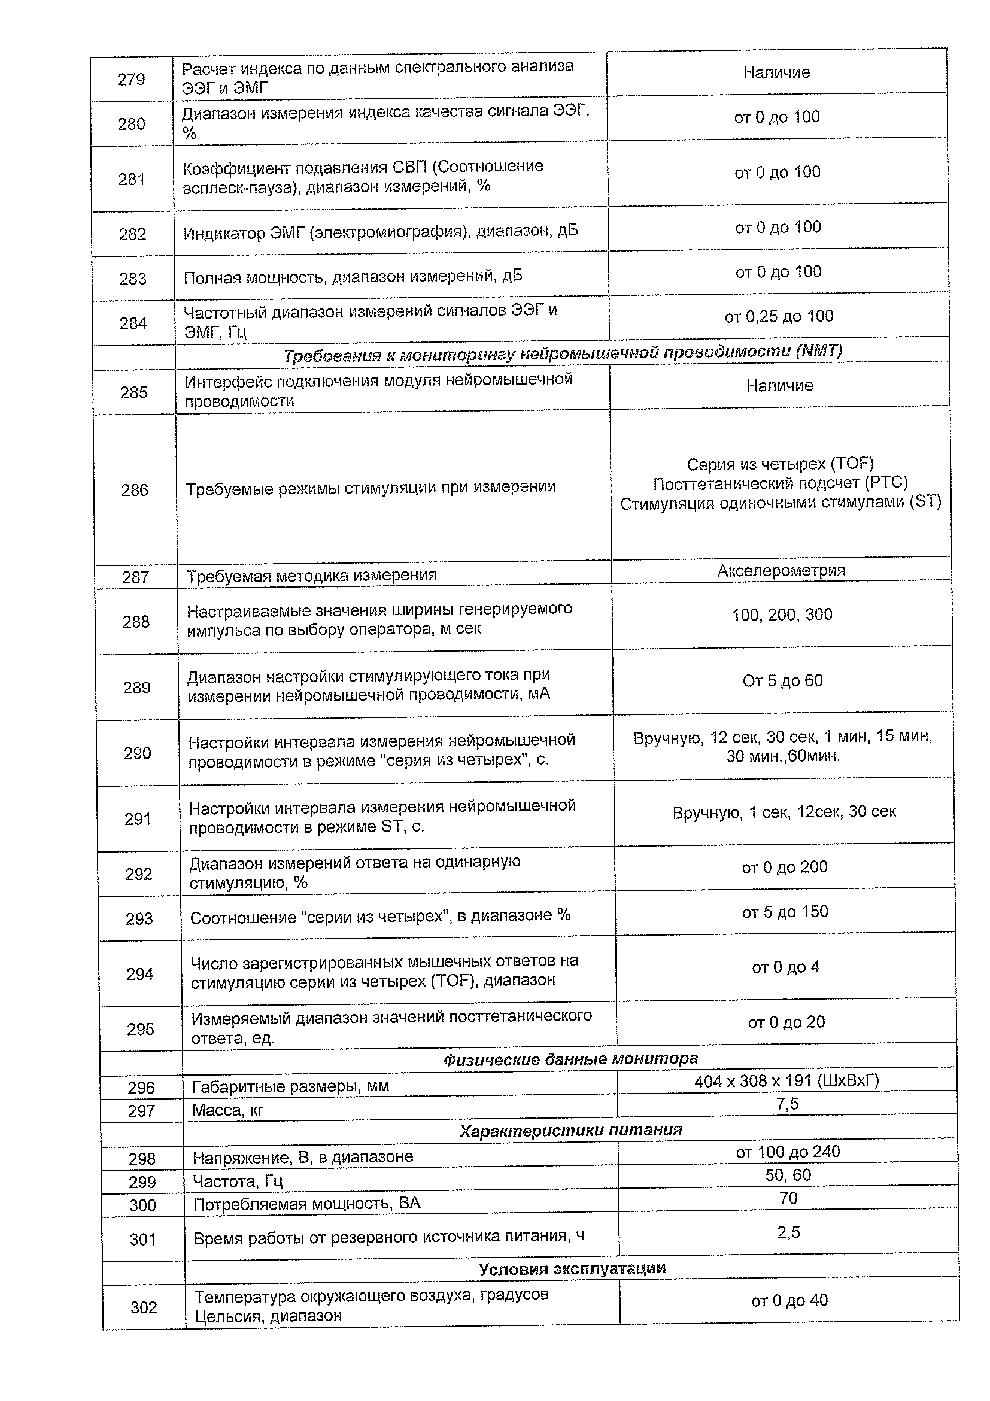 279 Расчет индекса по данным спектрального анализа Наличие
ЭЭГ и ЭМГ
280 Диапазон измерения индекса качества сигнала ЭЭГ, от 0 до 100
%
281 Коэффициент подавления СВП (Соотношение от 0 до 100
всплеск-пауза), диапазон измерений, %
282 Индикатор ЭМГ (электромиография), диапазон, дБ от 0 до 100
283 Полная мощность, диапазон измерений, дБ от 0 до 100
284 Частотный диапазон измерений сигналов ЭЭГ и от 0,25 до 100
ЭМГ, Гц
Требования к мониторингу нейромышечной проводимости (NMT)
285 Интерфейс подключения модуля нейромышечной Наличие
проводимости
286 Требуемые режимы стимуляции при измерении
Серия из четырех (TOF)
Посттетанический подсчет (PTC)
Стимуляция одиночными стимулами (ST)
287 Требуемая методика измерения Акселерометрия
288 Настраиваемые значения ширины генерируемого 100, 200, 300
импульса по выбору оператора, м сек
289 Диапазон настройки стимулирующего тока при От 5 до 60
измерении нейромышечной проводимости, мА
290 Настройки интервала измерения нейромышечной Вручную, 12 сек, 30 сек, 1 мин, 15 мин,
проводимости в режиме "серия из четырех", с. 30 мин.,60мин.
291 Настройки интервала измерения нейромышечной Вручную, 1 сек, 12сек, 30 сек
проводимости в режиме ST, с.
292 Диапазон измерений ответа на одинарную от 0 до 200
стимуляцию, %
293 Соотношение "серии из четырех", в диапазоне % от 5 до 150
294 Число зарегистрированных мышечных ответов на от 0 до 4
стимуляцию серии из четырех (TOF), диапазон
295 Измеряемый диапазон значений посттетанического от 0 до 20
ответа, ед.
Физические данные монитора
296 Габаритные размеры, мм 404 х 308 х 191 (ШхВхГ)
297 Масса, кг 7,5
Характеристики питания
298 Напряжение, В, в диапазоне от 100 до 240
299 Частота, Гц 50, 60
300 Потребляемая мощность, ВА 70
301 Время работы от резервного источника питания, ч 2,5
Условия эксплуатации
302 Температура окружающего воздуха, градусов от 0 до 40
Цельсия, диапазон